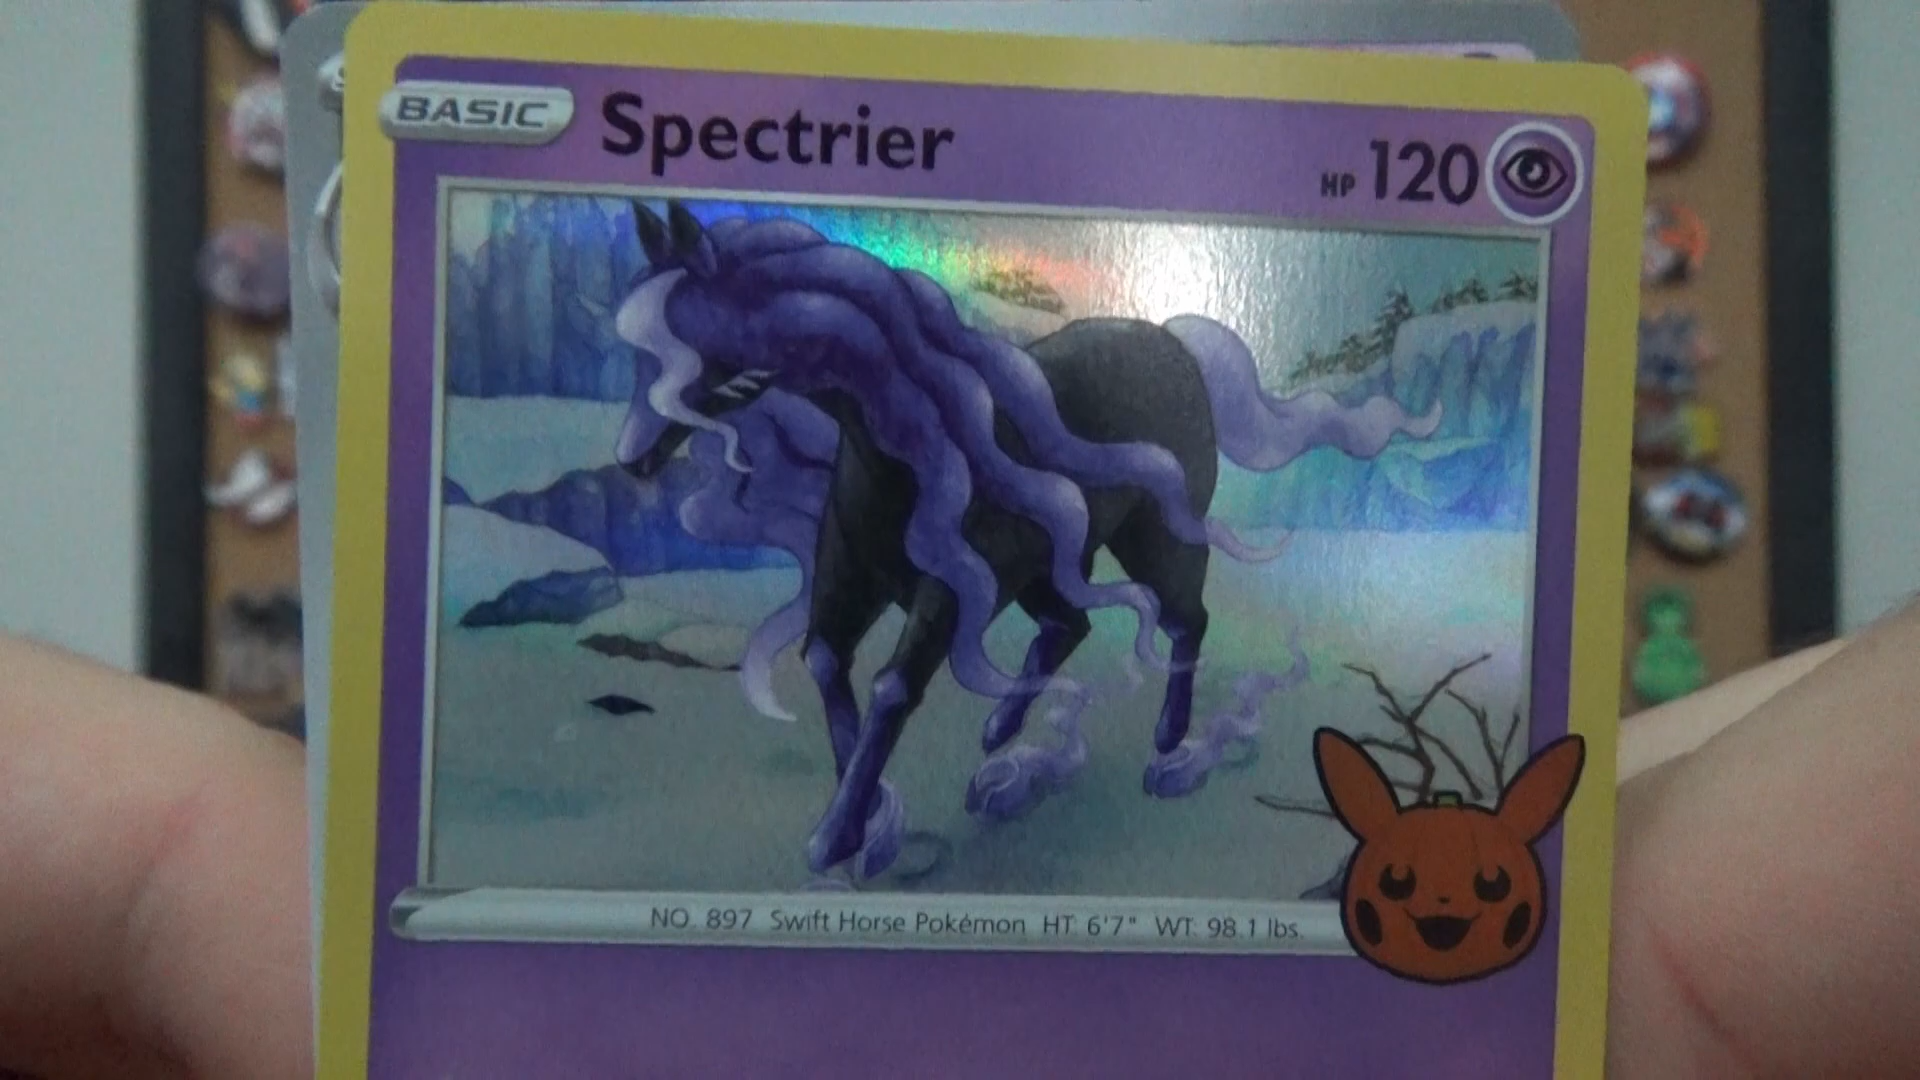 BASIC
Spectrier
HP 120
NO. 897 Swift Horse Pokémon HT: 6'7" WT: 98.1 lbs.